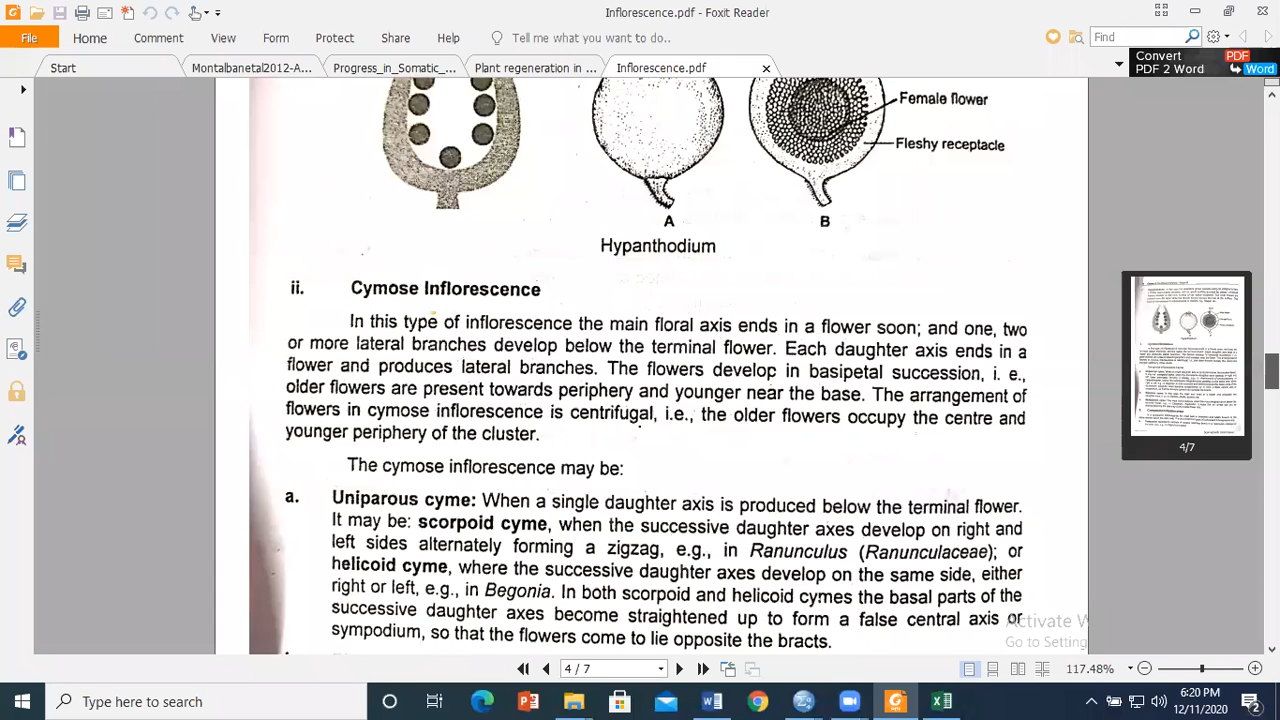 Inflorescence.pdf - Foxit Reader
File Home Comment View Form Protect Share Help Tell me what you want to do.. Find
Start Montalbanetal2012-A... Progress_in_Somatic_... Plant regeneration in ... Inflorescence.pdf
Convert PDF
PDF 2 Word Word
Female flower
Fleshy receptacle
A B
Hypanthodium
ii. Cymose Inflorescence
In this type of inflorescence the main floral axis ends in a flower soon; and one, two
or more lateral branches develop below the terminal flower. Each daughter axis ends in a
flower and produces lateral branches. The flowers develop in basipetal succession, i. e.,
older flowers are present towards periphery and younger near the base. The arrangement of
flowers in cymose inflorescence is centrifugal, i.e., the older flowers occupy the centre and
younger periphery of the cluster.
The cymose inflorescence may be:
a. Uniparous cyme: When a single daughter axis is produced below the terminal flower.
It may be: scorpoid cyme, when the successive daughter axes develop on right and
left sides alternately forming a zigzag, e.g., in Ranunculus (Ranunculaceae); or
helicoid cyme, where the successive daughter axes develop on the same side, either
right or left, e.g., in Begonia. In both scorpoid and helicoid cymes the basal parts of the
successive daughter axes become straightened up to form a false central axis or
sympodium, so that the flowers come to lie opposite the bracts.
Activate W
Go to Setting
4/7
4 / 7 117.48%
Type here to search
6:20 PM
12/11/2020
2